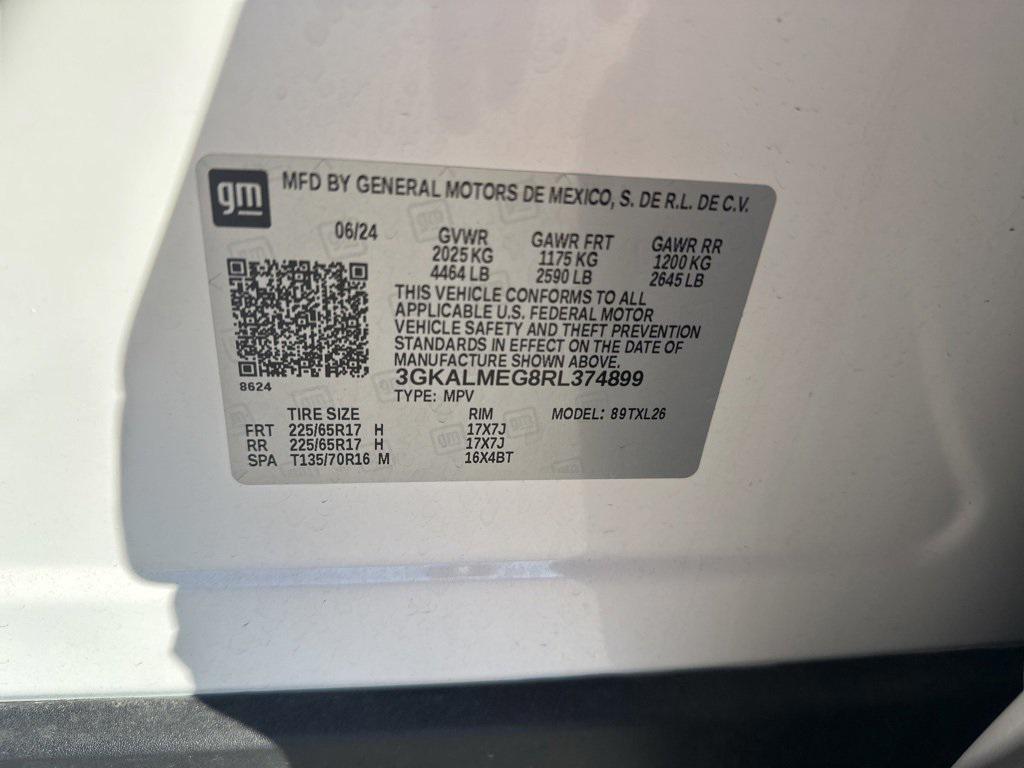 gm MFD BY GENERAL MOTORS DE MEXICO, S. DE R.L. DE C.V.
06/24 GVWR GAWR FRT GAWR RR
2025 KG 1175 KG 1200 KG
4464 LB 2590 LB 2645 LB
THIS VEHICLE CONFORMS TO ALL
APPLICABLE U.S. FEDERAL MOTOR
VEHICLE SAFETY AND THEFT PREVENTION
STANDARDS IN EFFECT ON THE DATE OF
MANUFACTURE SHOWN ABOVE.
8624 3GKALMEG8RL374899
TYPE: MPV
TIRE SIZE RIM MODEL: 89TXL26
FRT 225/65R17 H 17X7J
RR 225/65R17 H 17X7J
SPA T135/70R16 M 16X4BT